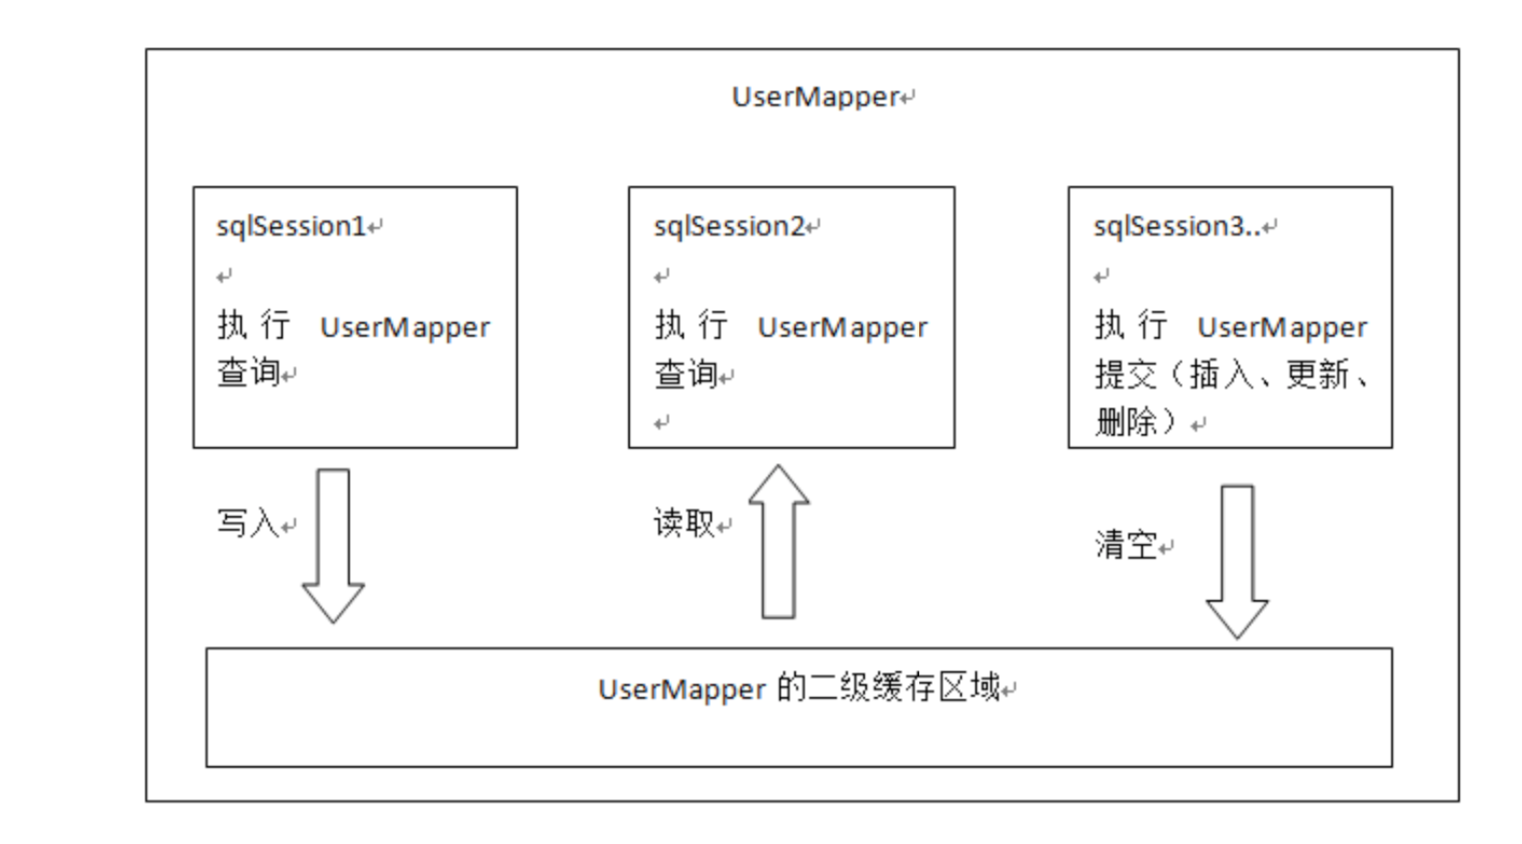 UserMapper
sqlSession1
执行 UserMapper
查询
sqlSession2
执行 UserMapper
查询
sqlSession3..
执行 UserMapper
提交（插入、更新、
删除）
写入
读取
清空
UserMapper 的二级缓存区域